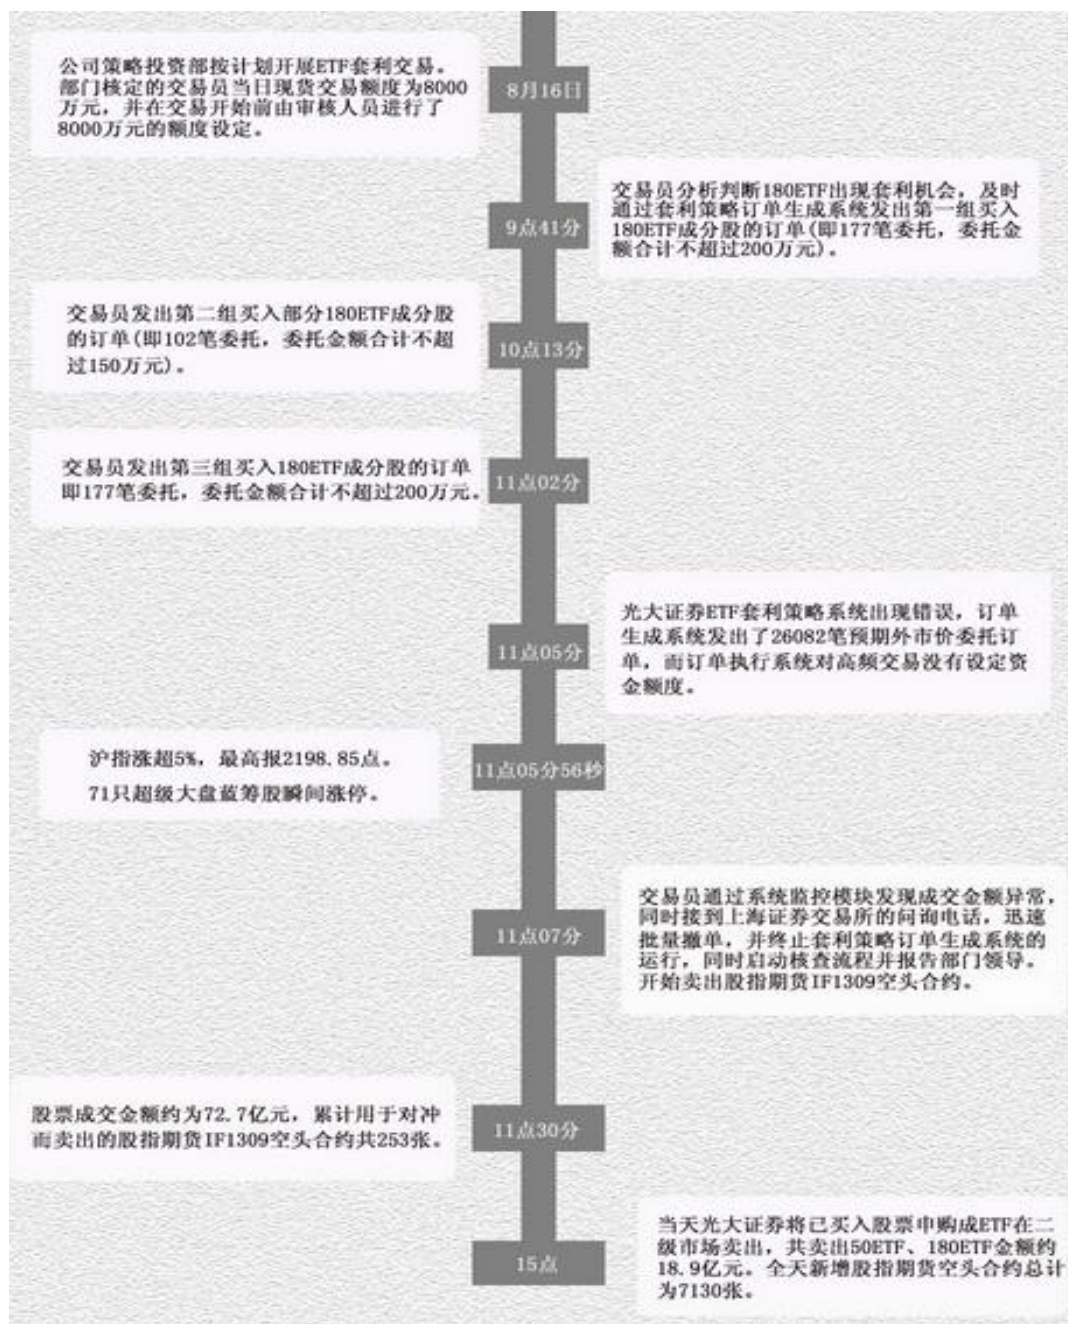 8月16日
公司策略投资部按计划开展ETF套利交易。
部门核定的交易员当日现货交易额度为8000
万元，并在交易开始前由审核人员进行了
8000万元的额度设定。
9点41分
交易员分析判断180ETF出现套利机会，及时
通过套利策略订单生成系统发出第一组买入
180ETF成分股的订单(即177笔委托，委托金
额合计不超过200万元)。
10点13分
交易员发出第二组买入部分180ETF成分股
的订单(即102笔委托，委托金额合计不超
过150万元)。
11点02分
交易员发出第三组买入180ETF成分股的订单
即177笔委托，委托金额合计不超过200万元。
11点05分
光大证券ETF套利策略系统出现错误，订单
生成系统发出了26082笔预期外市价委托订
单，而订单执行系统对高频交易没有设定资
金额度。
11点05分56秒
沪指涨超5%，最高报2198.85点。
71只超级大盘蓝筹股瞬间涨停。
11点07分
交易员通过系统监控模块发现成交金额异常，
同时接到上海证券交易所的问询电话，迅速
批量撤单，并终止套利策略订单生成系统的
运行，同时启动核查流程并报告部门领导。
开始卖出股指期货IF1309空头合约。
11点30分
股票成交金额约为72.7亿元，累计用于对冲
而卖出的股指期货IF1309空头合约共253张。
15点
当天光大证券将已买入股票申购成ETF在二
级市场卖出，共卖出50ETF、180ETF金额约
18.9亿元。全天新增股指期货空头合约总计
为7130张。